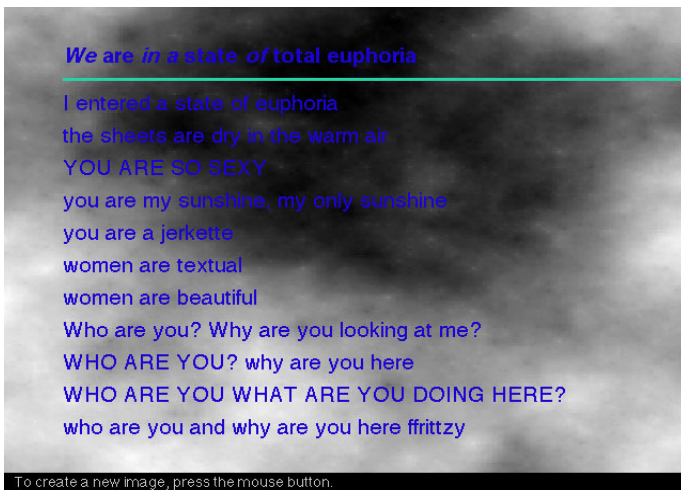 We are in a state of total euphoria
I entered a state of euphoria
the sheets are dry in the warm air
YOU ARE SO SEXY
you are my sunshine, my only sunshine
you are a jerkette
women are textual
women are beautiful
Who are you? Why are you looking at me?
WHO ARE YOU? why are you here
WHO ARE YOU WHAT ARE YOU DOING HERE?
who are you and why are you here ffrittzy
To create a new image, press the mouse button.